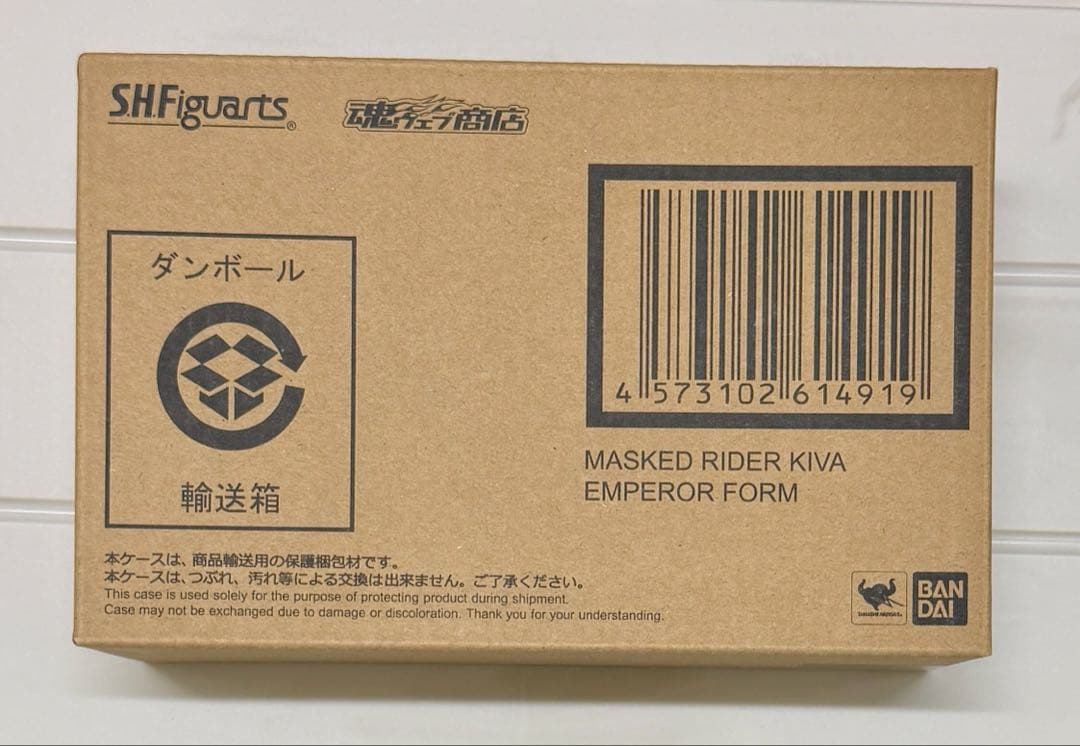 S.H.Figuarts®
魂ウェブ商店
ダンボール
輸送箱
4 573102 614919
MASKED RIDER KIVA
EMPEROR FORM
本ケースは、商品輸送用の保護梱包材です。
本ケースは、つぶれ、汚れ等による交換は出来ません。ご了承ください。
This case is used solely for the purpose of protecting product during shipment.
Case may not be exchanged due to damage or discoloration. Thank you for your understanding.
BAN
DAI